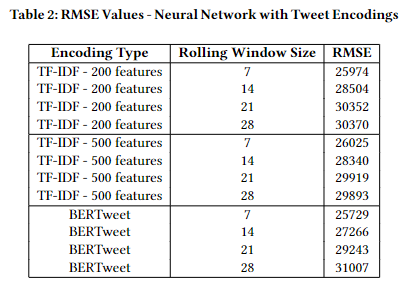 Table 2: RMSE Values - Neural Network with Tweet Encodings
Encoding Type Rolling Window Size RMSE
TF-IDF - 200 features 7 25974
TF-IDF - 200 features 14 28504
TF-IDF - 200 features 21 30352
TF-IDF - 200 features 28 30370
TF-IDF - 500 features 7 26025
TF-IDF - 500 features 14 28340
TF-IDF - 500 features 21 29919
TF-IDF - 500 features 28 29893
BERTweet 7 25729
BERTweet 14 27266
BERTweet 21 29243
BERTweet 28 31007